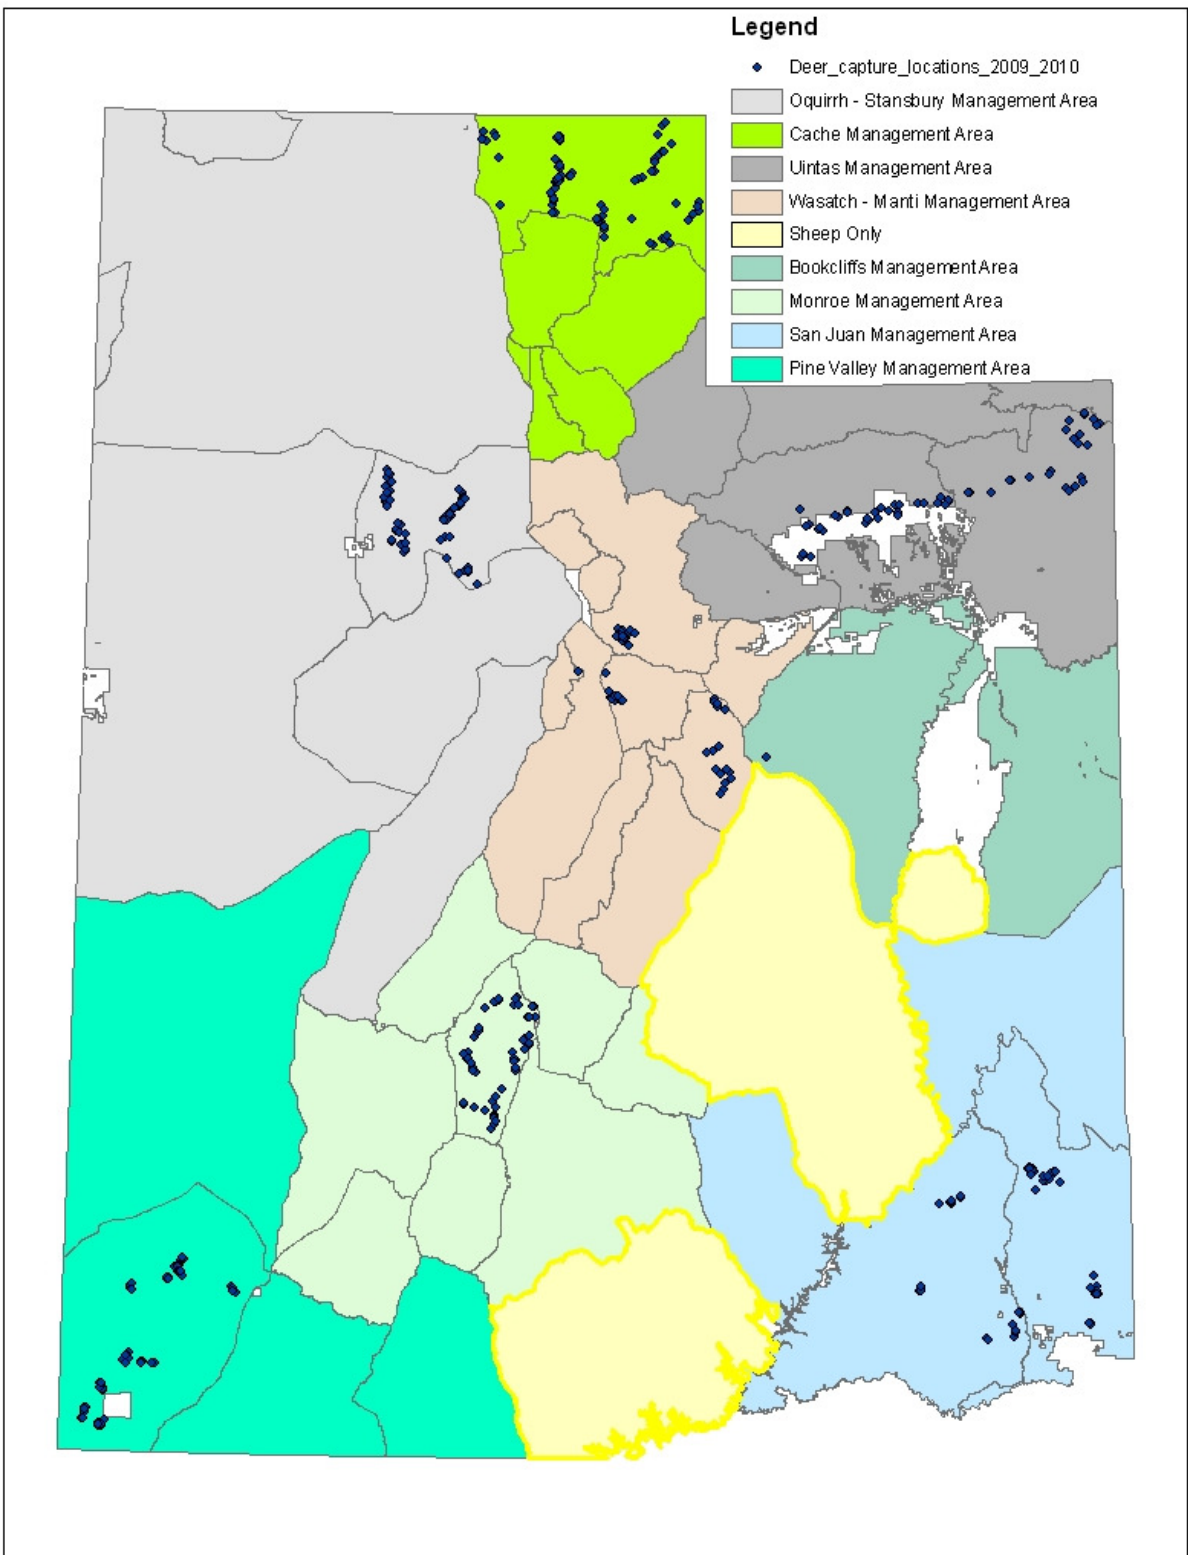 Legend
Deer_capture_locations_2009_2010
Oquirrh - Stansbury Management Area
Cache Management Area
Uintas Management Area
Wasatch - Manti Management Area
Sheep Only
Bookcliffs Management Area
Monroe Management Area
San Juan Management Area
Pine Valley Management Area